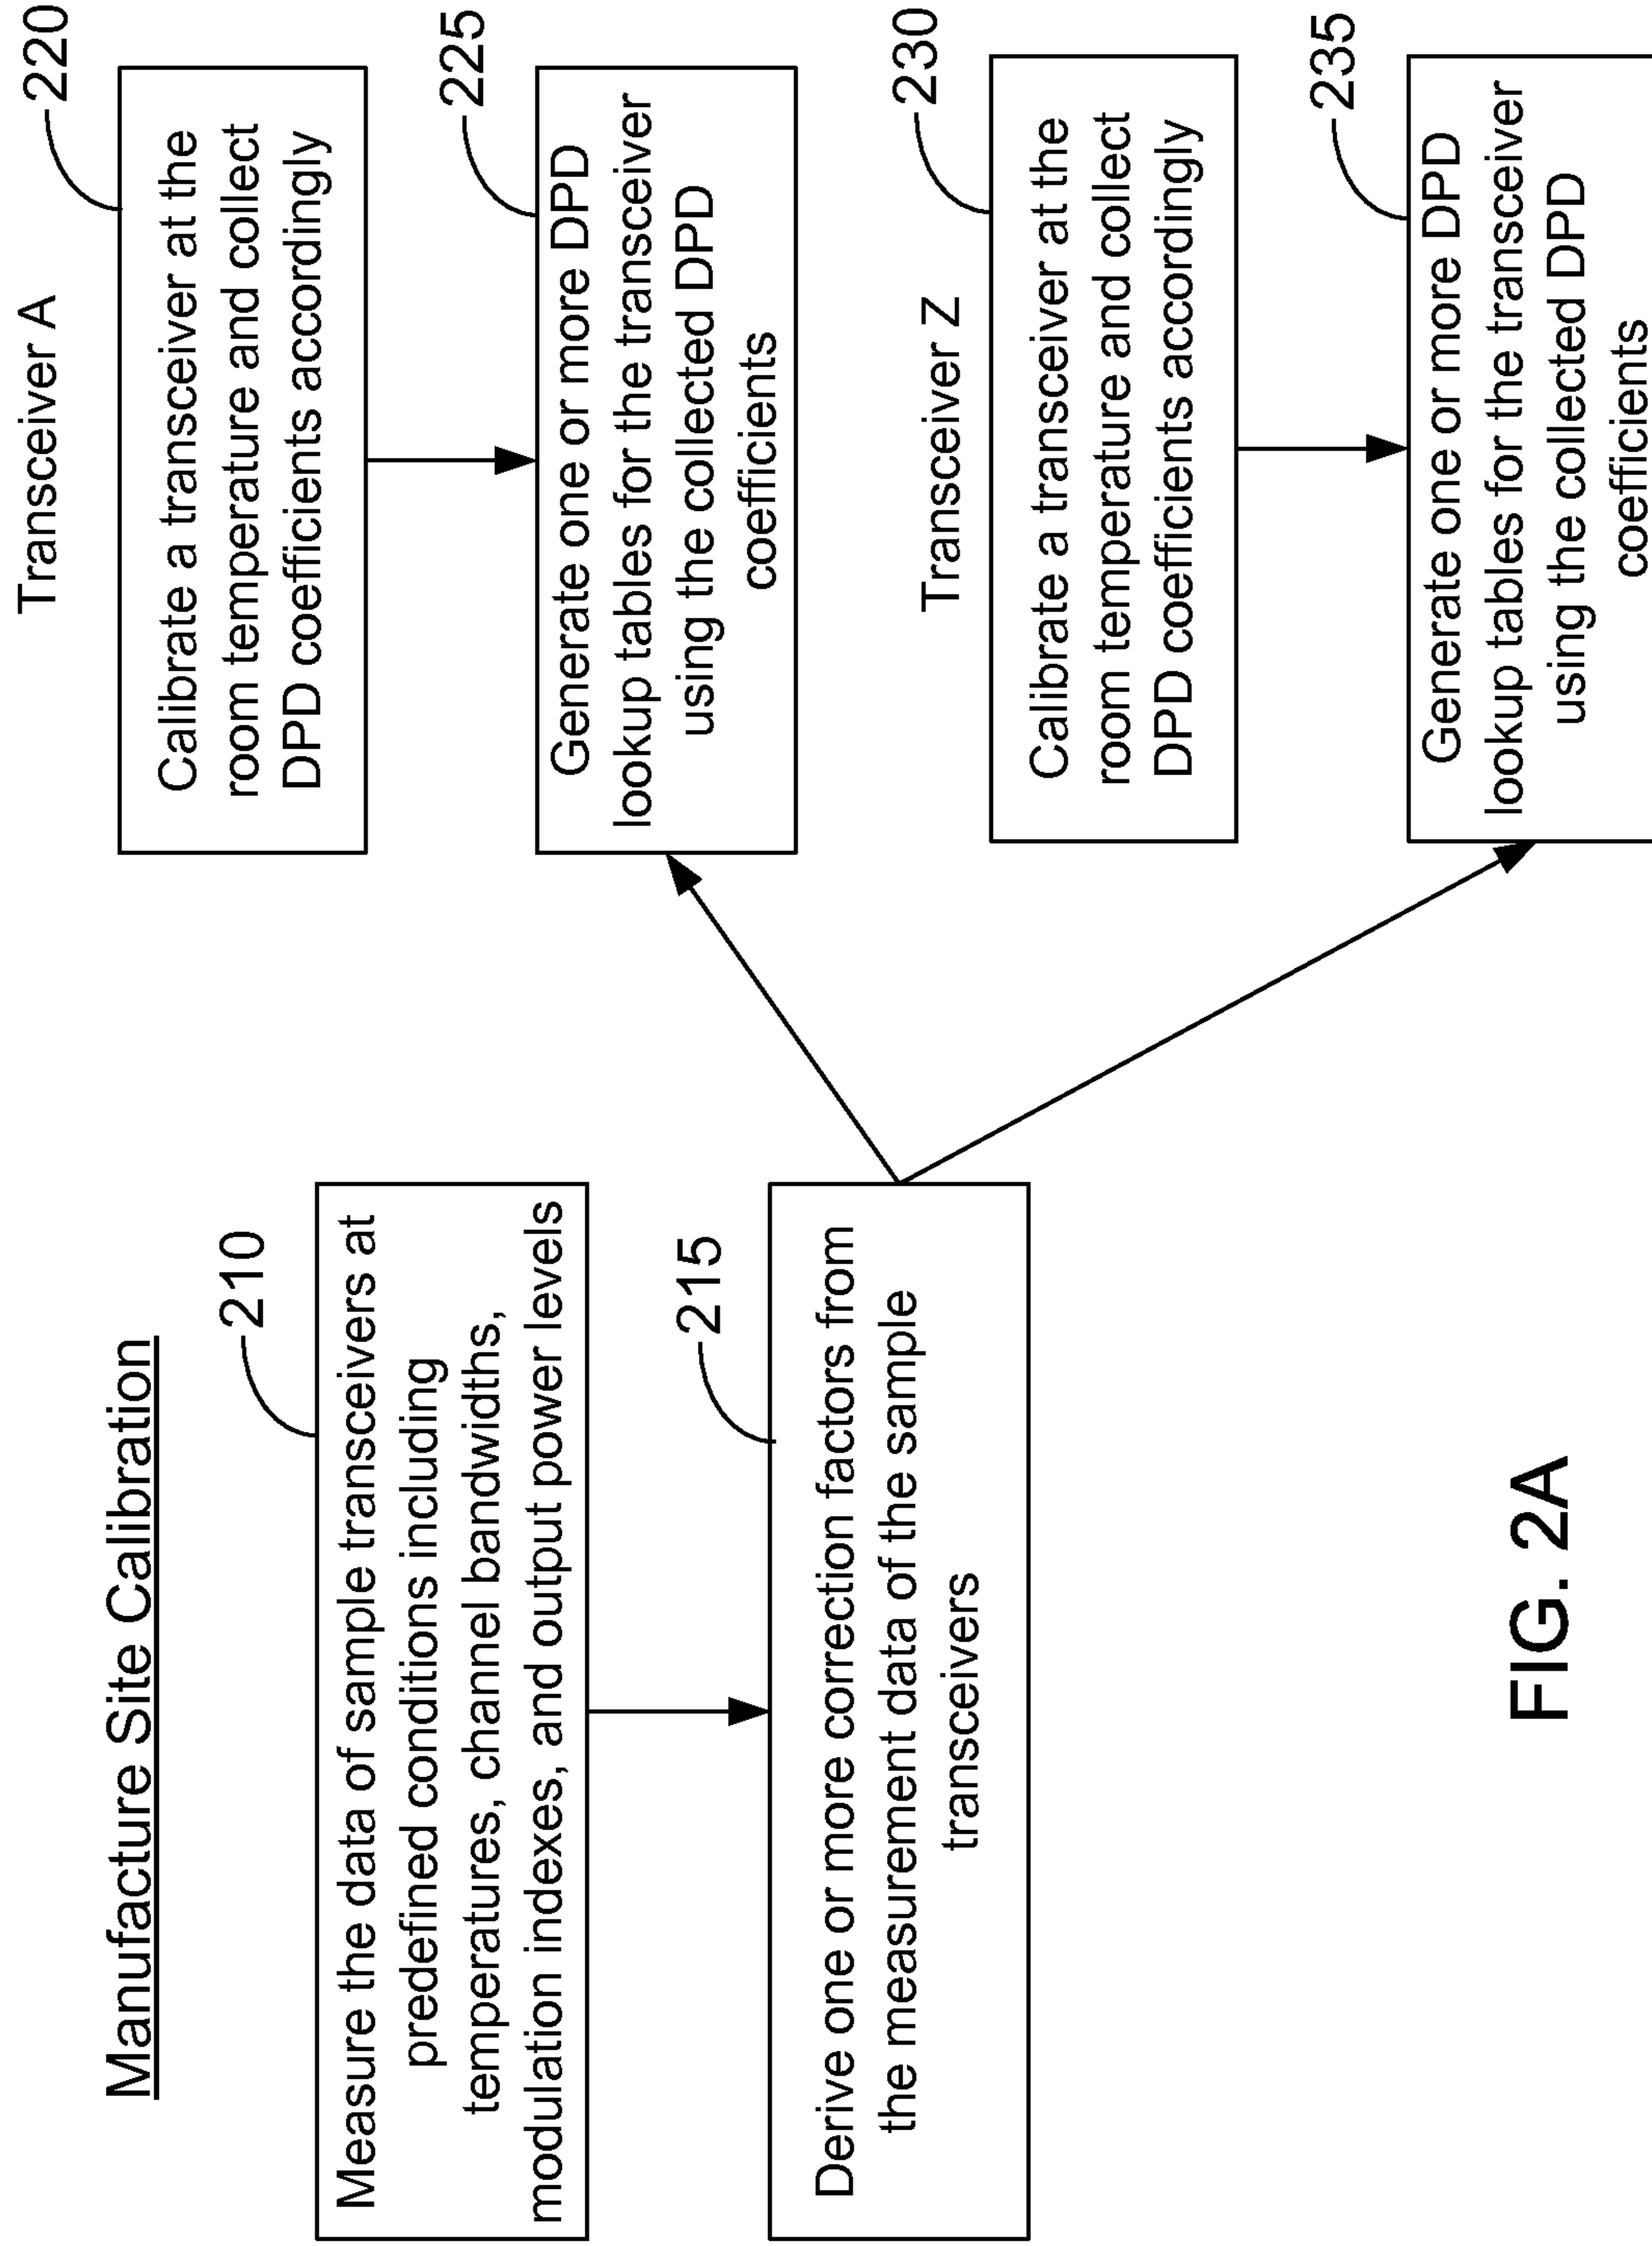 Manufacture Site Calibration
210
Measure the data of sample transceivers at
predefined conditions including
temperatures, channel bandwidths,
modulation indexes, and output power levels
215
Derive one or more correction factors from
the measurement data of the sample
transceivers
Transceiver A
220
Calibrate a transceiver at the
room temperature and collect
DPD coefficients accordingly
225
Generate one or more DPD
lookup tables for the transceiver
using the collected DPD
coefficients
Transceiver Z
230
Calibrate a transceiver at the
room temperature and collect
DPD coefficients accordingly
235
Generate one or more DPD
lookup tables for the transceiver
using the collected DPD
coefficients
FIG. 2A